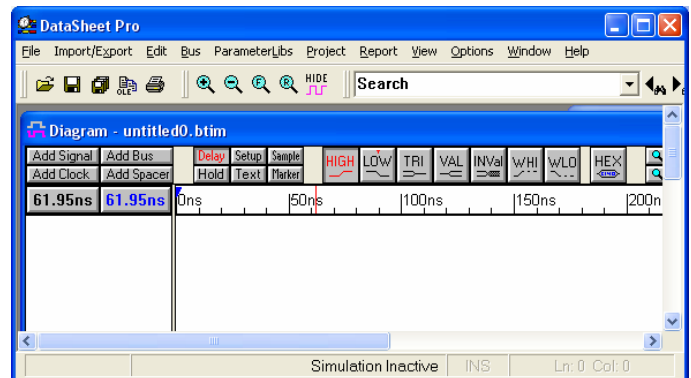 DataSheet Pro
File Import/Export Edit Bus ParameterLibs Project Report View Options Window Help
OLE HIDE Search
Diagram - untitled0.btim
Add Signal Add Bus Delay Setup Sample HIGH LOW TRI VAL INVal WHI WLO HEX
Add Clock Add Spacer Hold Text Marker
61.95ns 61.95ns 0ns 50ns 100ns 150ns 200n
Simulation Inactive INS Ln: 0 Col: 0